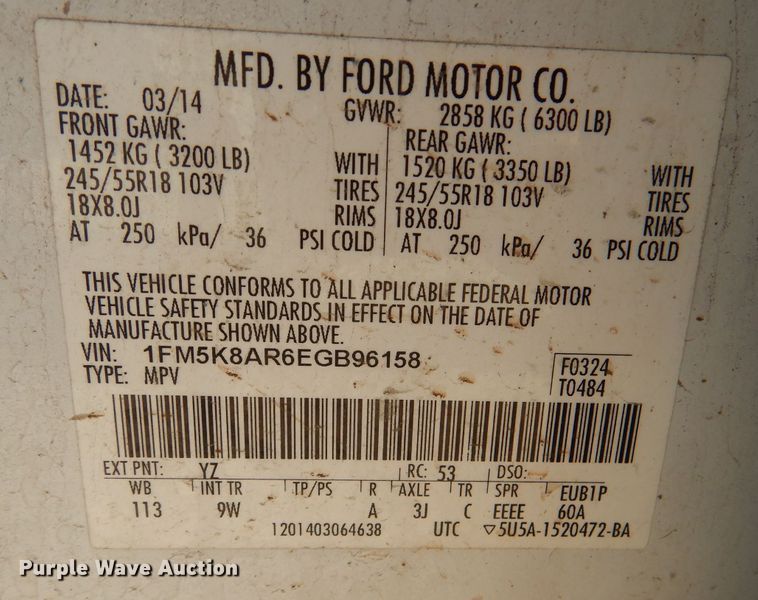 MFD. BY FORD MOTOR CO.
DATE: 03/14 GVWR: 2858 KG ( 6300 LB)
FRONT GAWR: REAR GAWR:
1452 KG ( 3200 LB) WITH 1520 KG ( 3350 LB) WITH
245/55R18 103V TIRES 245/55R18 103V TIRES
18X8.0J RIMS 18X8.0J RIMS
AT 250 kPa/ 36 PSI COLD AT 250 kPa/ 36 PSI COLD
THIS VEHICLE CONFORMS TO ALL APPLICABLE FEDERAL MOTOR
VEHICLE SAFETY STANDARDS IN EFFECT ON THE DATE OF
MANUFACTURE SHOWN ABOVE.
VIN: 1FM5K8AR6EGB96158 F0324
TYPE: MPV T0484
EXT PNT: YZ RC: 53 DSO:
WB INT TR TP/PS R AXLE TR SPR EUB1P
113 9W A 3J C EEEE 60A
1201403064638 UTC ▽5U5A-1520472-BA
Purple Wave Auction